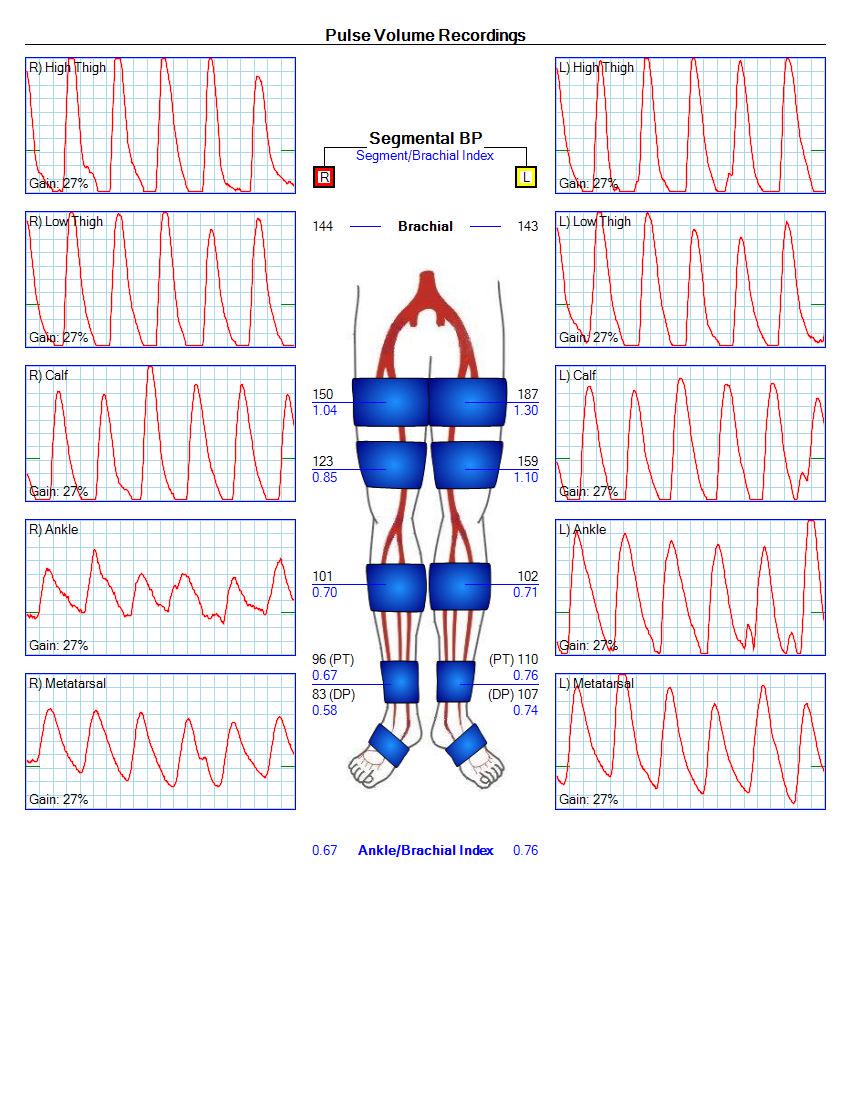 Pulse Volume Recordings
R) High Thigh
Gain: 27%
L) High Thigh
Gain: 27%
Segmental BP
Segment/Brachial Index
R
L
144 Brachial 143
R) Low Thigh
Gain: 27%
L) Low Thigh
Gain: 27%
R) Calf
Gain: 27%
150 187
1.04 1.30
123 159
0.85 1.10
L) Calf
Gain: 27%
R) Ankle
Gain: 27%
101 102
0.70 0.71
L) Ankle
Gain: 27%
96 (PT) (PT) 110
0.67 0.76
83 (DP) (DP) 107
0.58 0.74
R) Metatarsal
Gain: 27%
L) Metatarsal
Gain: 27%
0.67 Ankle/Brachial Index 0.76